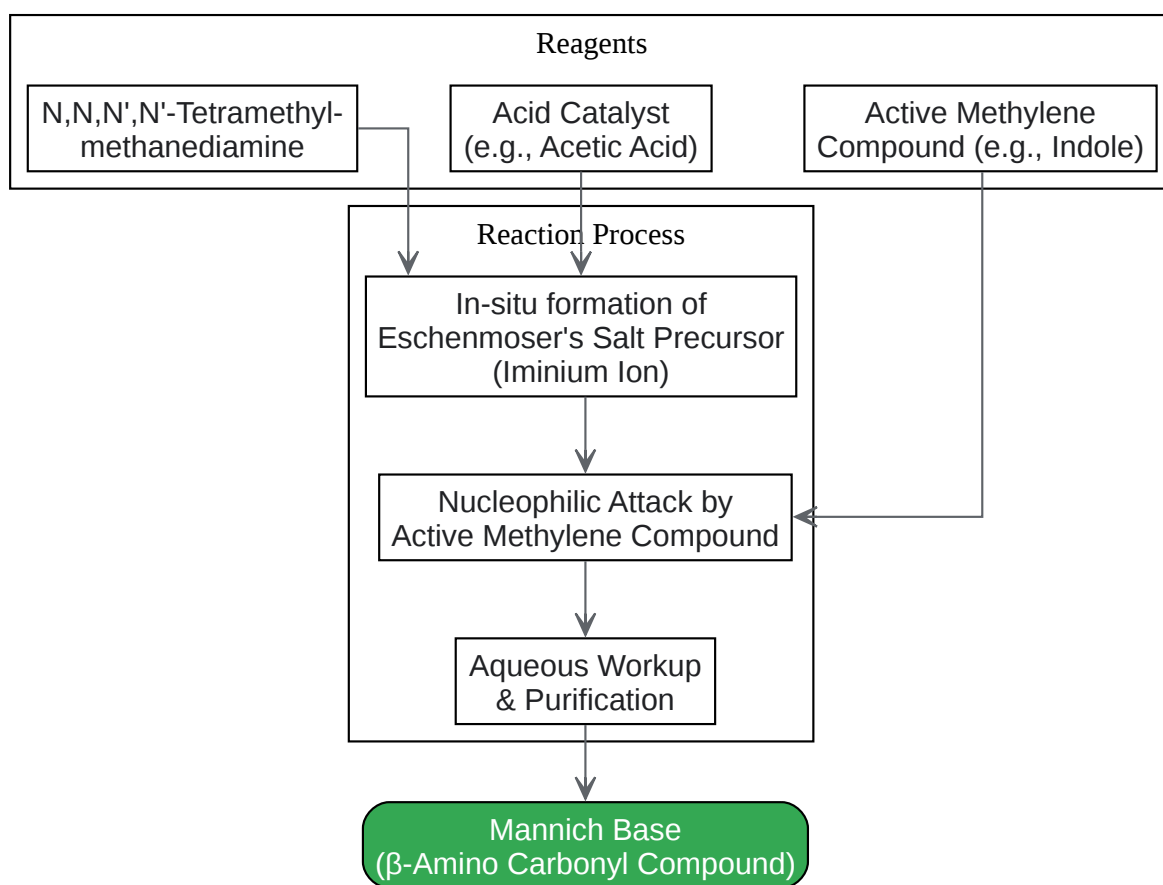 Reagents
N,N,N',N'-Tetramethyl-
methanediamine
Acid Catalyst
(e.g., Acetic Acid)
Active Methylene
Compound (e.g., Indole)
Reaction Process
In-situ formation of
Eschenmoser's Salt Precursor
(Iminium Ion)
Nucleophilic Attack by
Active Methylene Compound
Aqueous Workup
& Purification
Mannich Base
(β-Amino Carbonyl Compound)